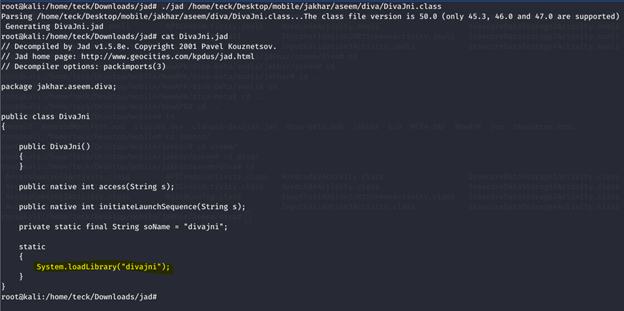 root@kali:/home/teck/Downloads/jad# ./jad /home/teck/Desktop/mobile/jakhar/aseem/diva/DivaJni.class
Parsing /home/teck/Desktop/mobile/jakhar/aseem/diva/DivaJni.class...The class file version is 50.0 (only 45.3, 46.0 and 47.0 are supported)
Generating DivaJni.jad
root@kali:/home/teck/Downloads/jad# cat DivaJni.jad
// Decompiled by Jad v1.5.8e. Copyright 2001 Pavel Kouznetsov.
// Jad home page: http://www.geocities.com/kpdus/jad.html
// Decompiler options: packimports(3)
package jakhar.aseem.diva;
public class DivaJni
{
public DivaJni()
{
}
public native int access(String s);
public native int initiateLaunchSequence(String s);
private static final String soName = "divajni";
static
{
System.loadLibrary("divajni");
}
}
root@kali:/home/teck/Downloads/jad#